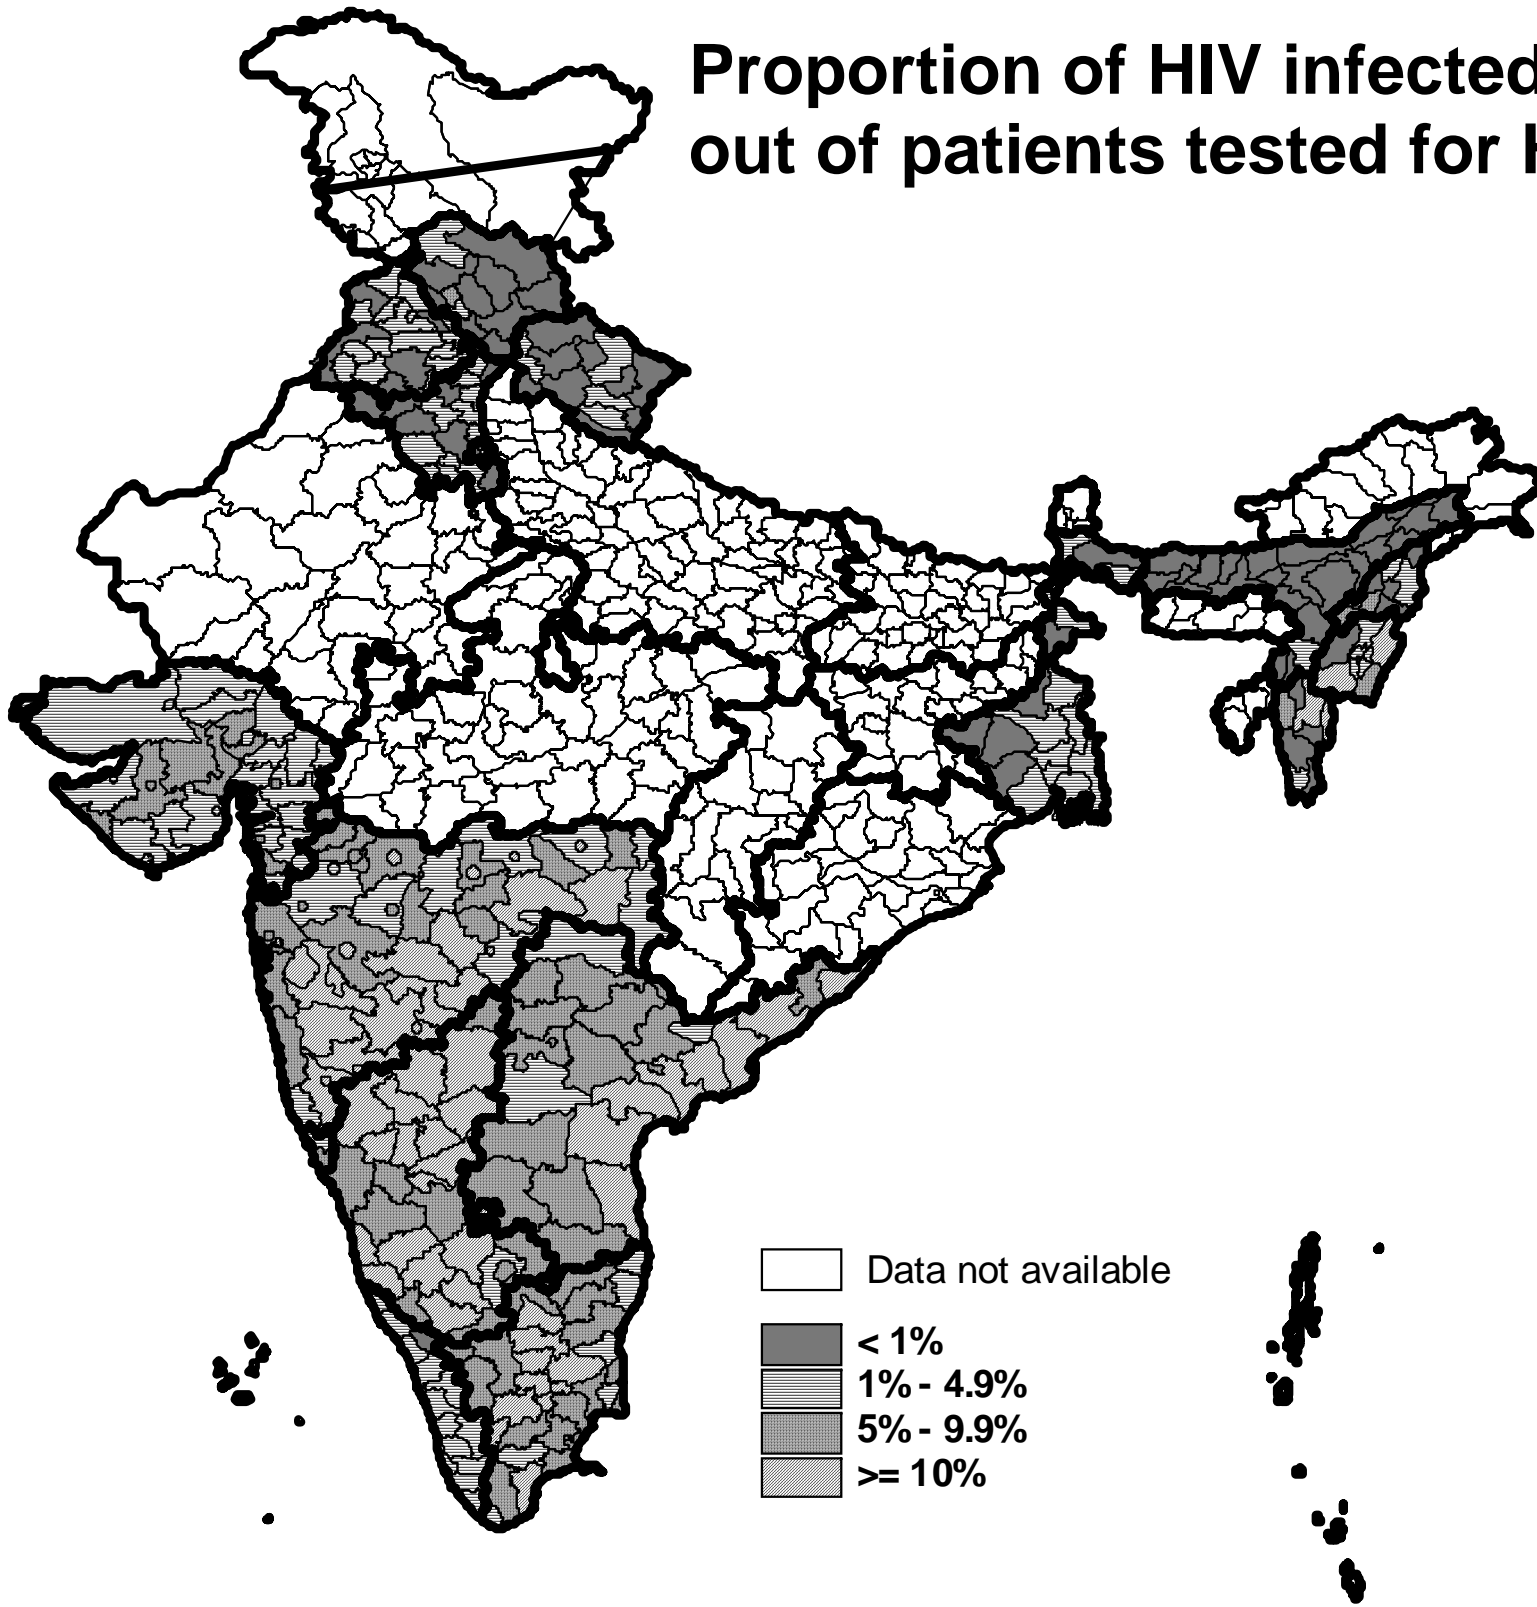 Proportion of HIV infected
out of patients tested for
Data not available
< 1%
1% - 4.9%
5% - 9.9%
>= 10%